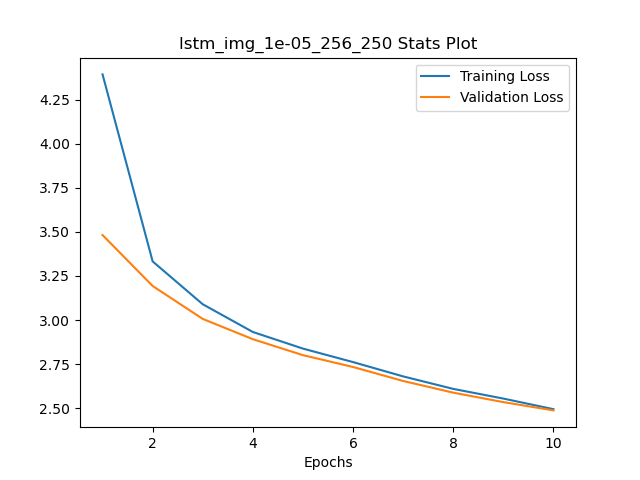 lstm_img_1e-05_256_250 Stats Plot
Training Loss
Validation Loss
4.25
4.00
3.75
3.50
3.25
3.00
2.75
2.50
2 4 6 8 10
Epochs